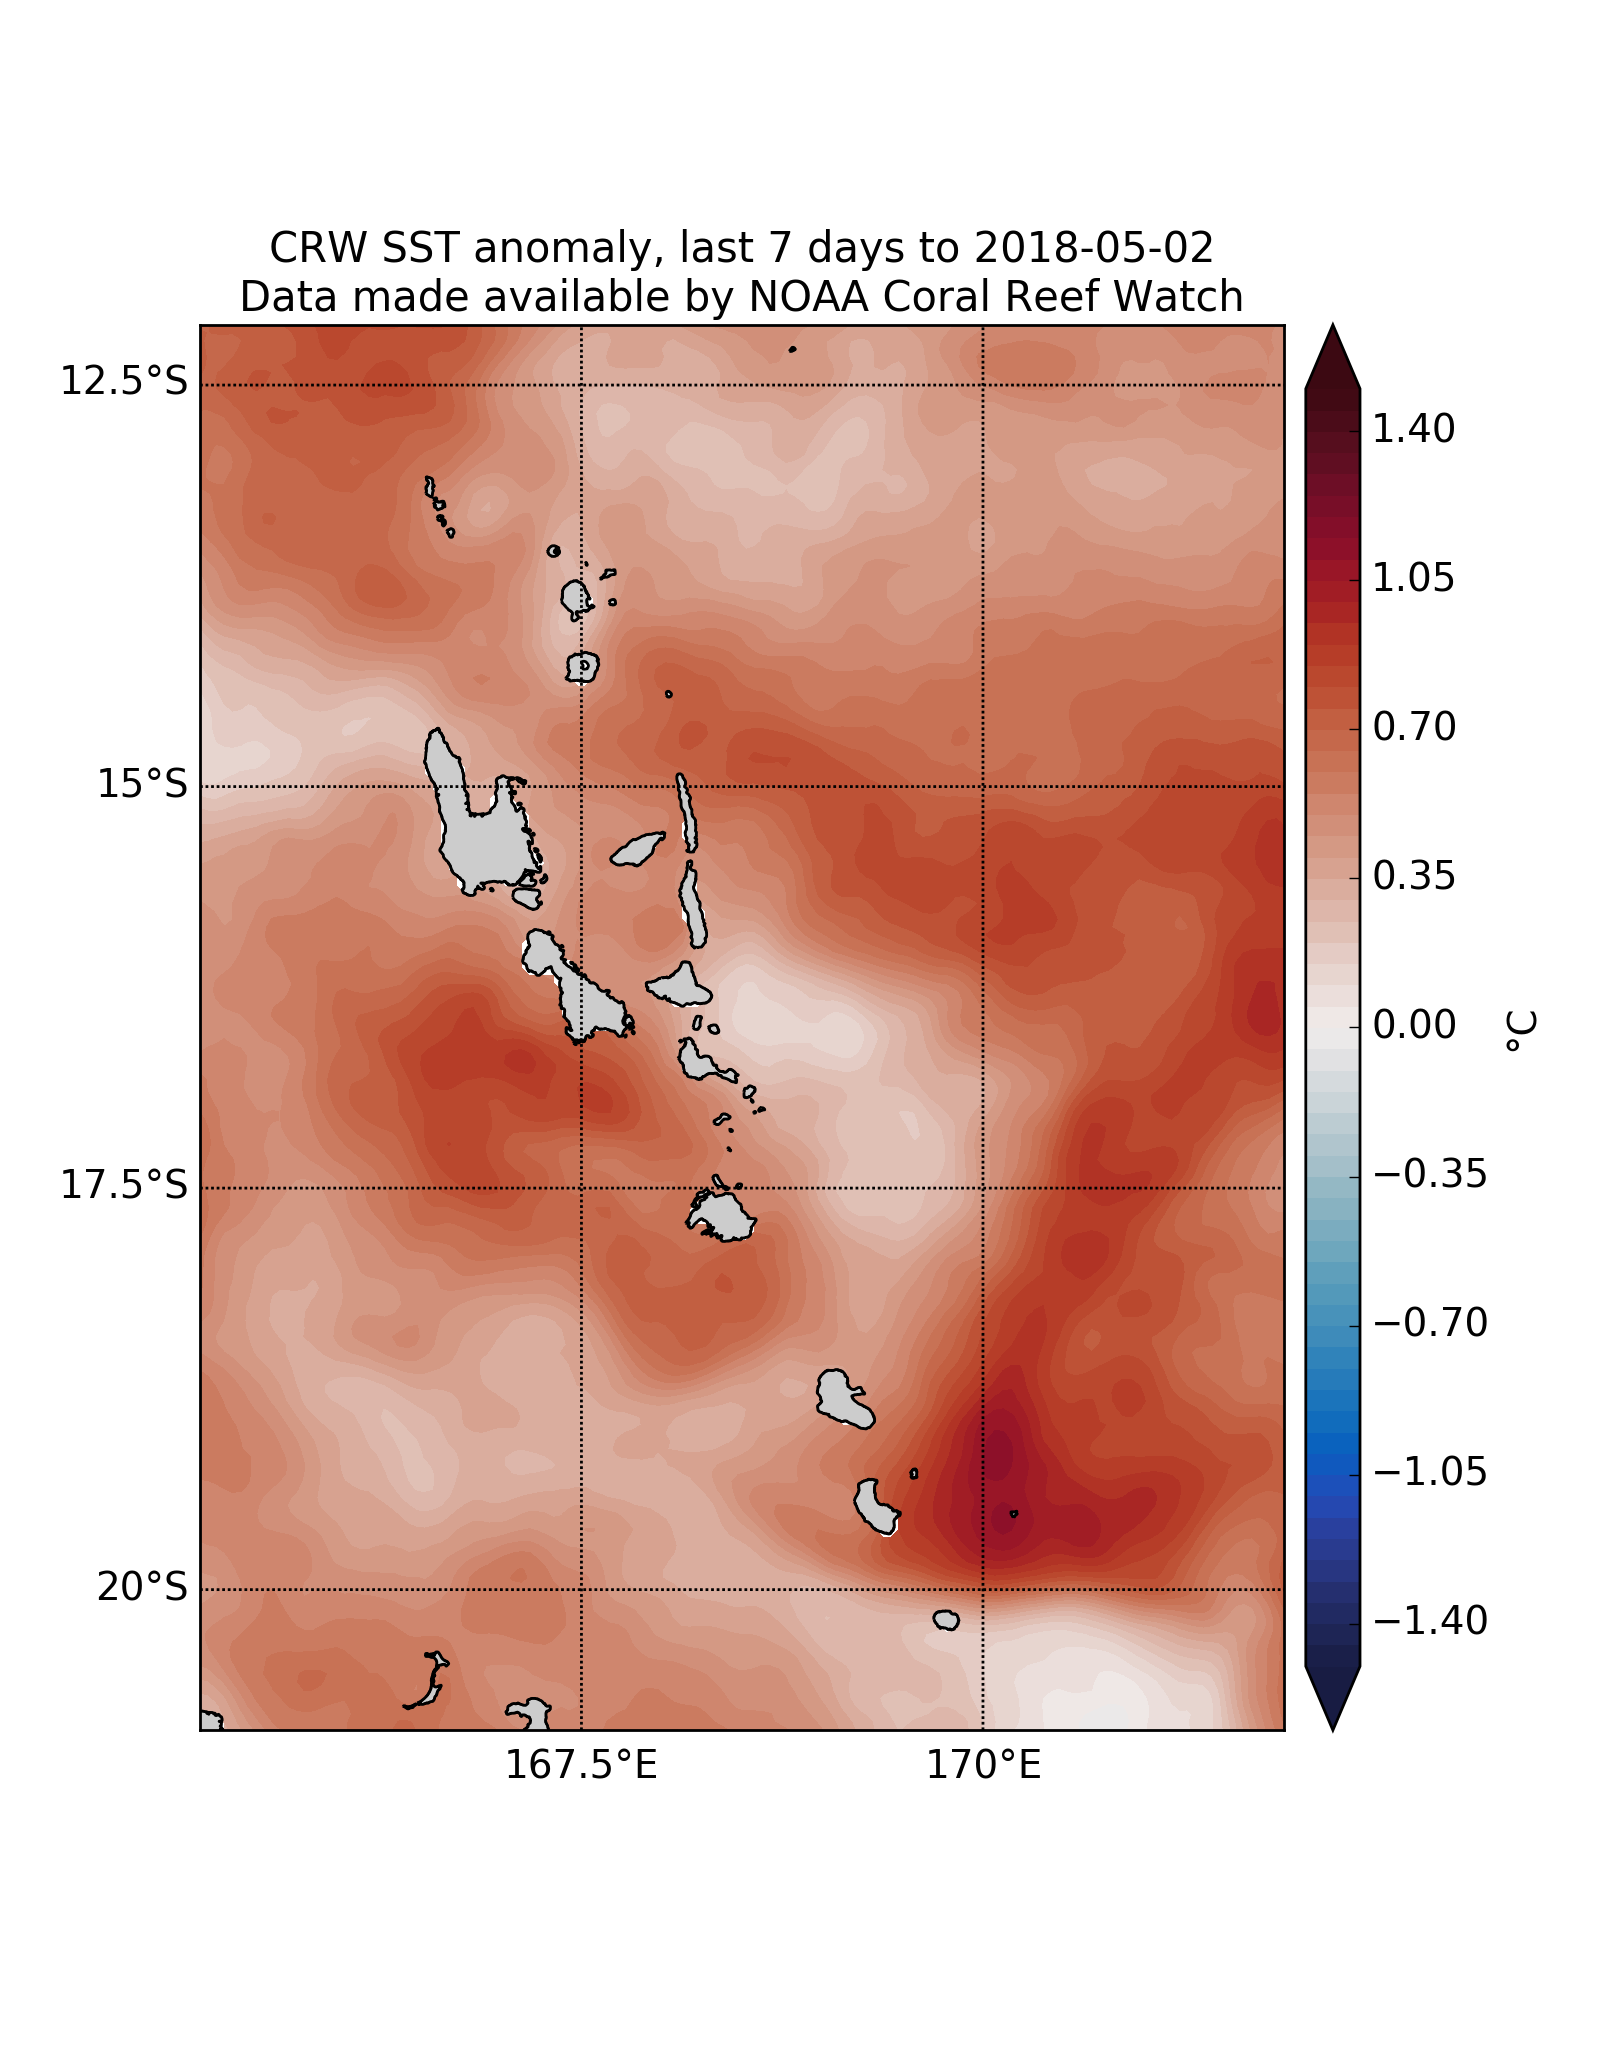 CRW SST anomaly, last 7 days to 2018-05-02
Data made available by NOAA Coral Reef Watch
12.5°S
15°S
17.5°S
20°S
167.5°E
170°E
1.40
1.05
0.70
0.35
0.00
−0.35
−0.70
−1.05
−1.40
°C